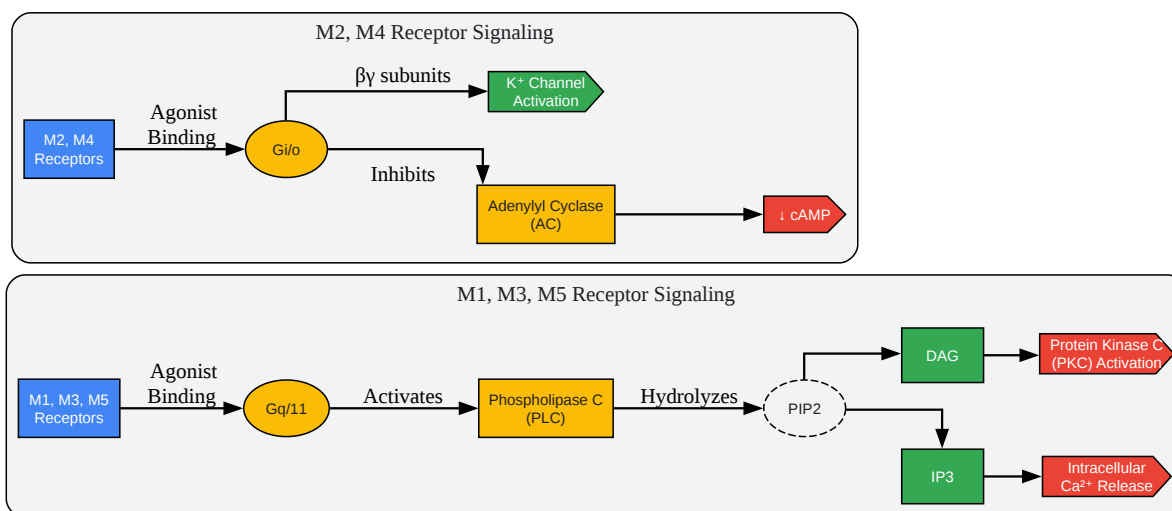 M2, M4 Receptor Signaling
βγ subunits
K⁺ Channel
Activation
Agonist
Binding
M2, M4
Receptors
Gi/o
Inhibits
Adenylyl Cyclase
(AC)
↓ cAMP
M1, M3, M5 Receptor Signaling
DAG
Protein Kinase C
(PKC) Activation
Agonist
Binding
M1, M3, M5
Receptors
Gq/11
Activates
Phospholipase C
(PLC)
Hydrolyzes
PIP2
IP3
Intracellular
Ca²⁺ Release